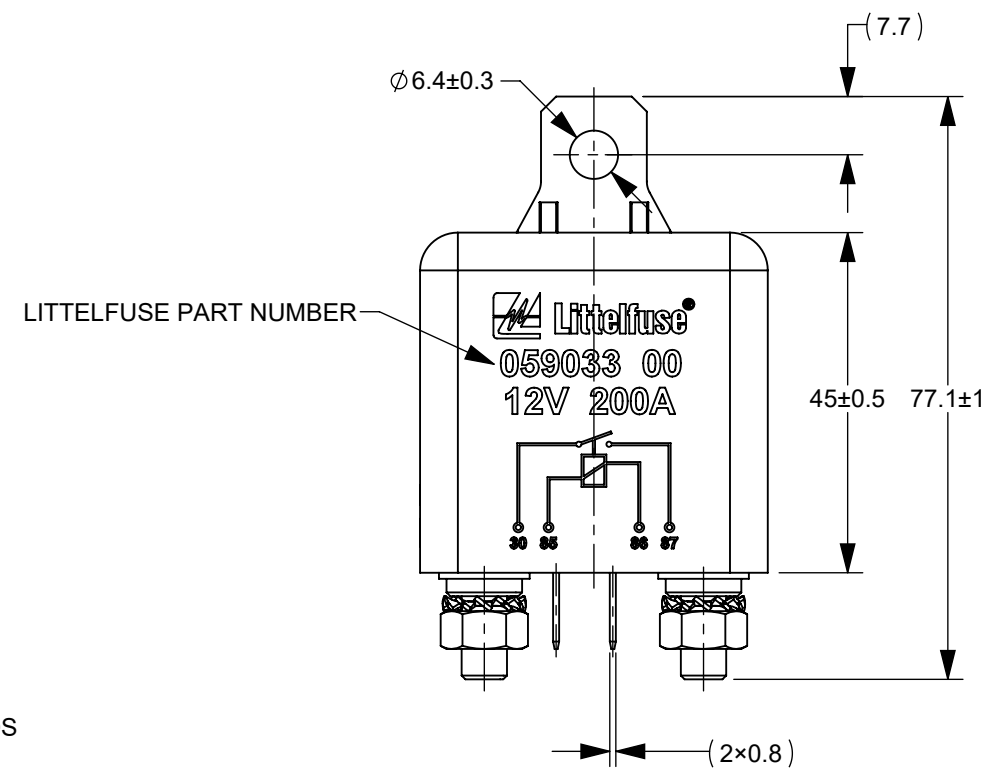 (7.7)
∅6.4±0.3
LITTELFUSE PART NUMBER
Littelfuse®
059033 00
12V 200A
45±0.5 77.1±1
30 85 86 87
S
(2×0.8)